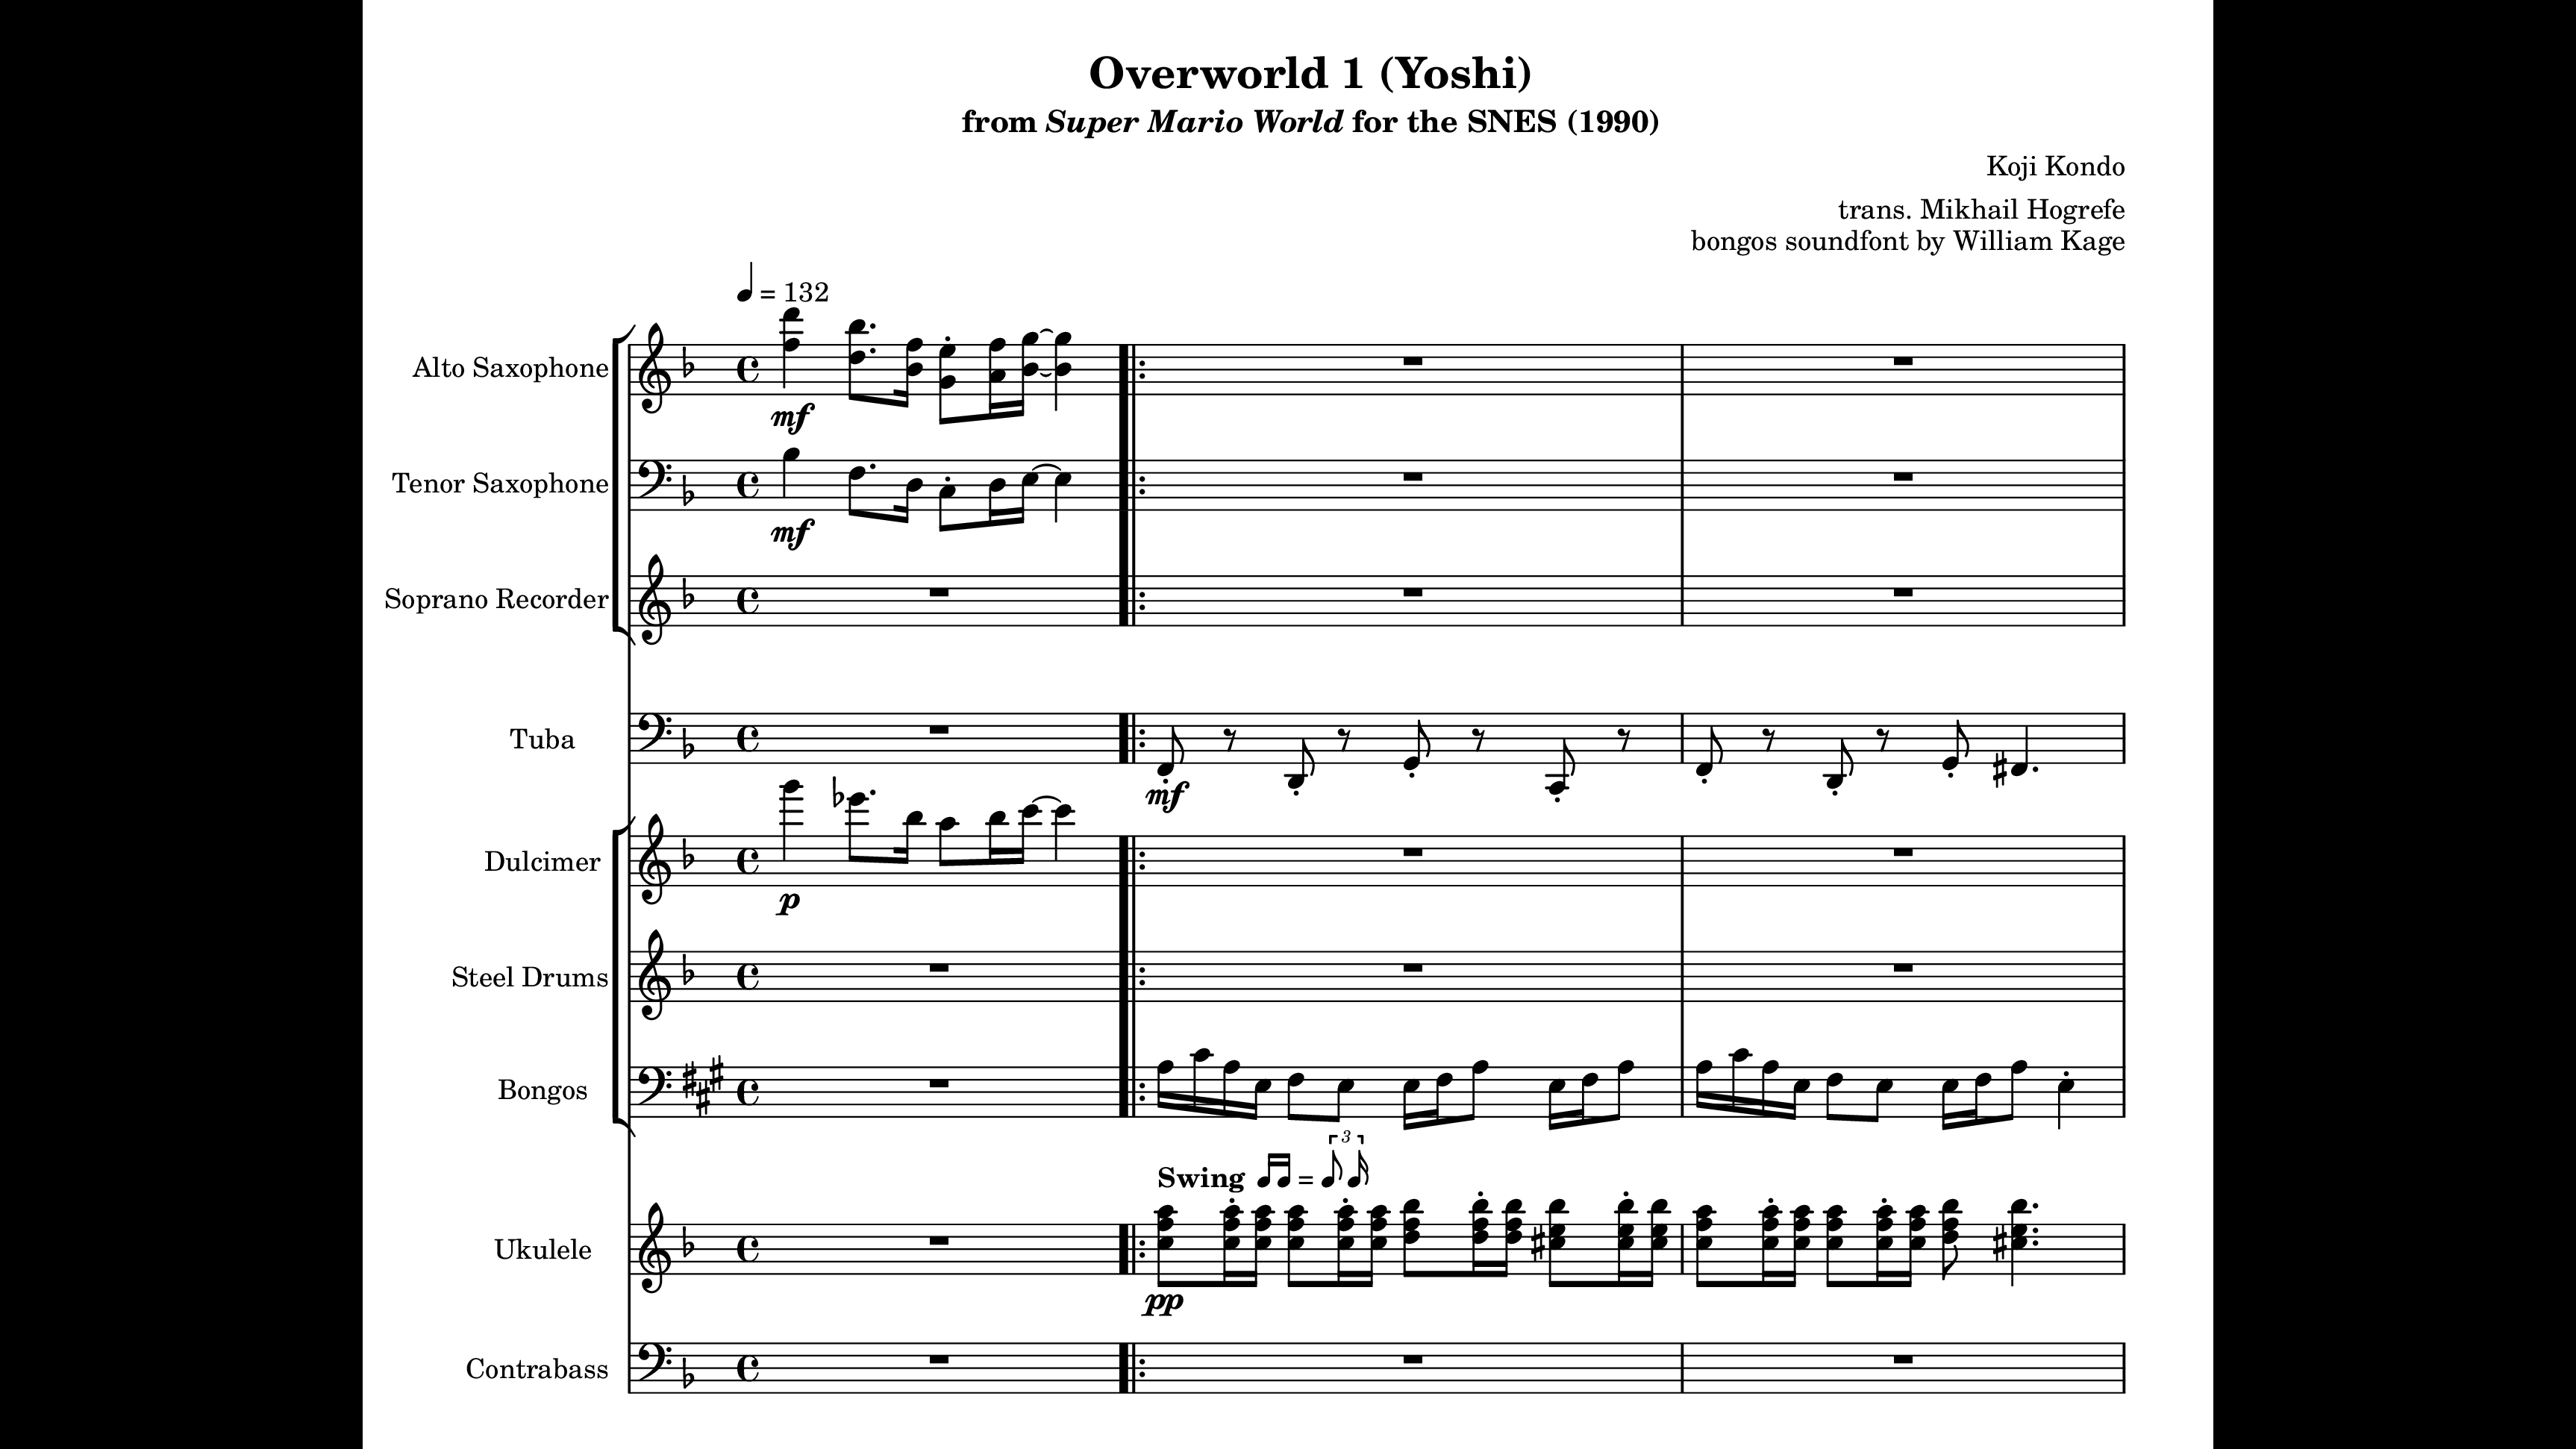 Overworld 1 (Yoshi)
from Super Mario World for the SNES (1990)
Koji Kondo
trans. Mikhail Hogrefe
bongos soundfont by William Kage
= 132
Alto Saxophone
mf
Tenor Saxophone
mf
Soprano Recorder
Tuba
mf
Dulcimer
p
Steel Drums
Bongos
Swing = 3
Ukulele
pp
Contrabass